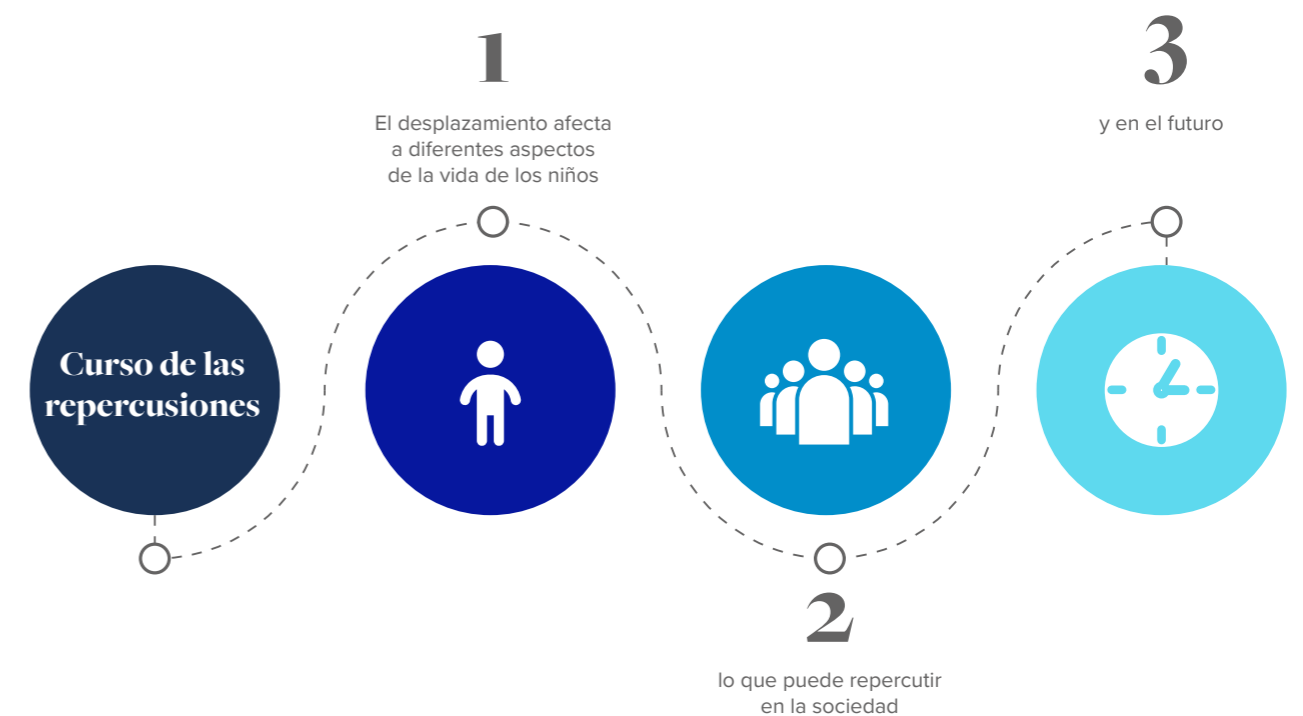 Curso de las
repercusiones
1
El desplazamiento afecta
a diferentes aspectos
de la vida de los niños
2
lo que puede repercutir
en la sociedad
3
y en el futuro